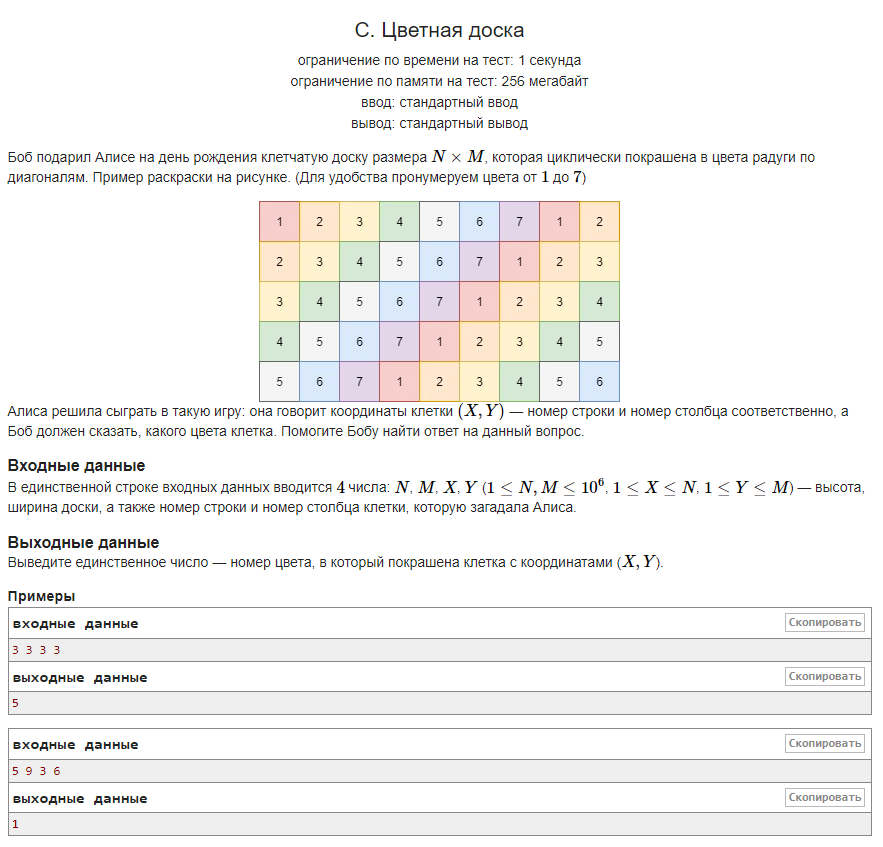 C. Цветная доска
ограничение по времени на тест: 1 секунда
ограничение по памяти на тест: 256 мегабайт
ввод: стандартный ввод
вывод: стандартный вывод
Боб подарил Алисе на день рождения клетчатую доску размера N × M, которая циклически покрашена в цвета радуги по
диагоналям. Пример раскраски на рисунке. (Для удобства пронумеруем цвета от 1 до 7)
1 2 3 4 5 6 7 1 2
2 3 4 5 6 7 1 2 3
3 4 5 6 7 1 2 3 4
4 5 6 7 1 2 3 4 5
5 6 7 1 2 3 4 5 6
Алиса решила сыграть в такую игру: она говорит координаты клетки (X, Y) — номер строки и номер столбца соответственно, а
Боб должен сказать, какого цвета клетка. Помогите Бобу найти ответ на данный вопрос.
Входные данные
В единственной строке входных данных вводится 4 числа: N, M, X, Y (1 ≤ N, M ≤ 10⁶, 1 ≤ X ≤ N, 1 ≤ Y ≤ M) — высота,
ширина доски, а также номер строки и номер столбца клетки, которую загадала Алиса.
Выходные данные
Выведите единственное число — номер цвета, в который покрашена клетка с координатами (X, Y).
Примеры
входные данные Скопировать
3 3 3 3
выходные данные Скопировать
5
входные данные Скопировать
5 9 3 6
выходные данные Скопировать
1